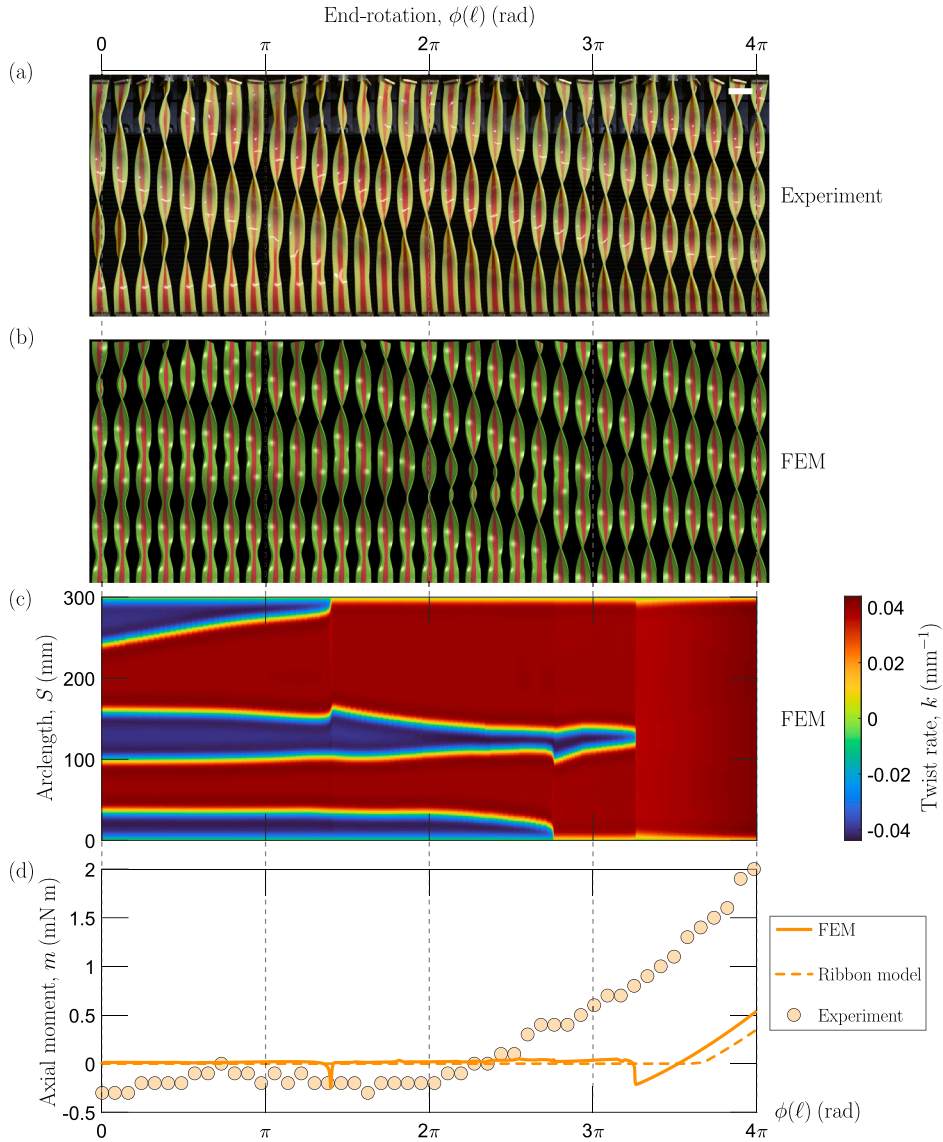 End-rotation, ϕ(ℓ) (rad)
0 π 2π 3π 4π
(a)
Experiment
(b)
FEM
(c)
300
200
100
0
Arclength, S (mm)
FEM
0.04
0.02
0
-0.02
-0.04
Twist rate, k (mm⁻¹)
(d)
2
1.5
1
0.5
0
-0.5
Axial moment, m (mN m)
FEM
Ribbon model
Experiment
0 π 2π 3π 4π
ϕ(ℓ) (rad)